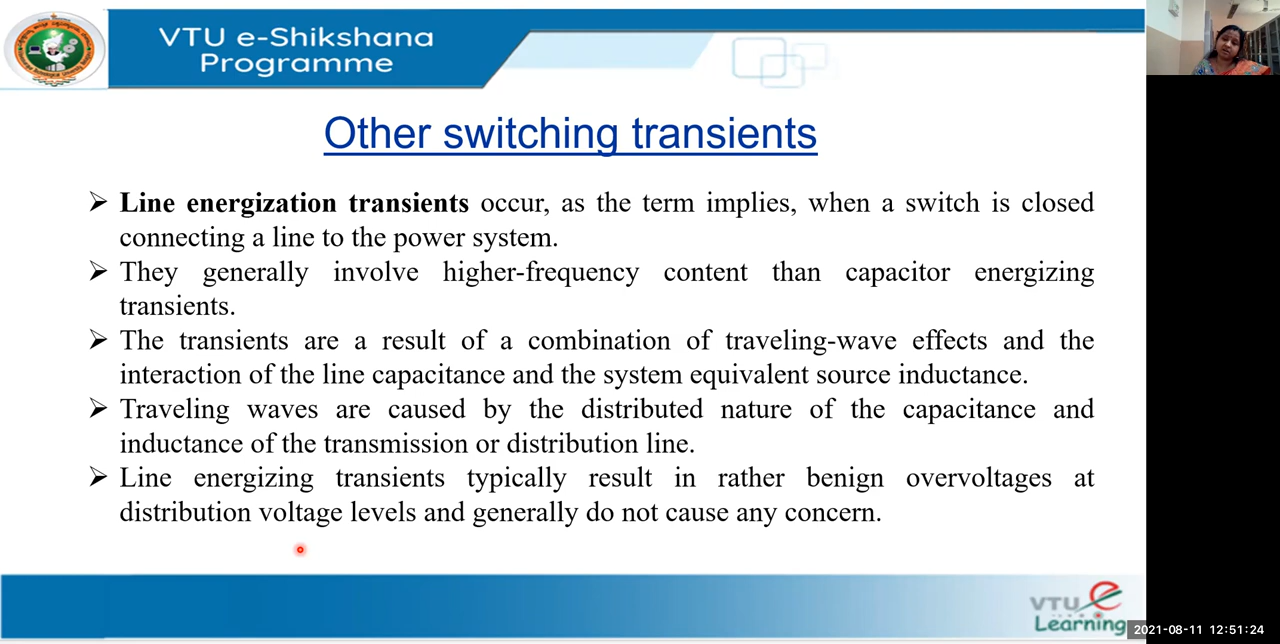 VTU e-Shikshana
Programme
Other switching transients
➢ Line energization transients occur, as the term implies, when a switch is closed
connecting a line to the power system.
➢ They generally involve higher-frequency content than capacitor energizing
transients.
➢ The transients are a result of a combination of traveling-wave effects and the
interaction of the line capacitance and the system equivalent source inductance.
➢ Traveling waves are caused by the distributed nature of the capacitance and
inductance of the transmission or distribution line.
➢ Line energizing transients typically result in rather benign overvoltages at
distribution voltage levels and generally do not cause any concern.
VTU e
Learning
2021-08-11 12:51:24